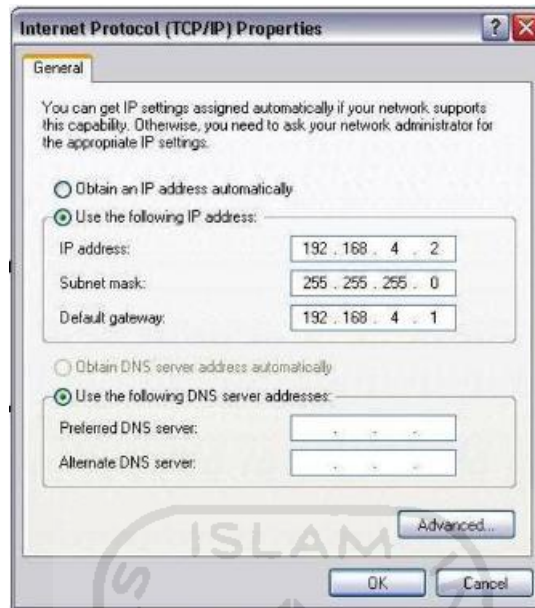 Internet Protocol (TCP/IP) Properties
General
You can get IP settings assigned automatically if your network supports
this capability. Otherwise, you need to ask your network administrator for
the appropriate IP settings.
Obtain an IP address automatically
Use the following IP address:
IP address: 192 . 168 . 4 . 2
Subnet mask: 255 . 255 . 255 . 0
Default gateway: 192 . 168 . 4 . 1
Obtain DNS server address automatically
Use the following DNS server addresses:
Preferred DNS server: . . .
Alternate DNS server: . . .
Advanced...
ISLAM
OK Cancel